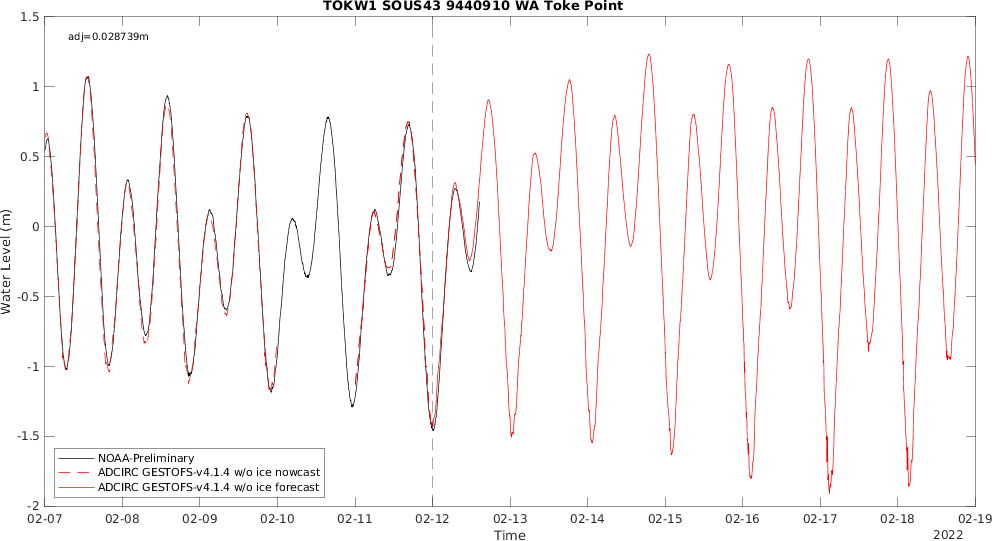 TOKW1 SOUS43 9440910 WA Toke Point
adj=0.028739m
Water Level (m)
1.5
1
0.5
0
-0.5
-1
-1.5
-2
NOAA-Preliminary
ADCIRC GESTOFS-v4.1.4 w/o ice nowcast
ADCIRC GESTOFS-v4.1.4 w/o ice forecast
02-07 02-08 02-09 02-10 02-11 02-12 02-13 02-14 02-15 02-16 02-17 02-18 02-19
Time
2022